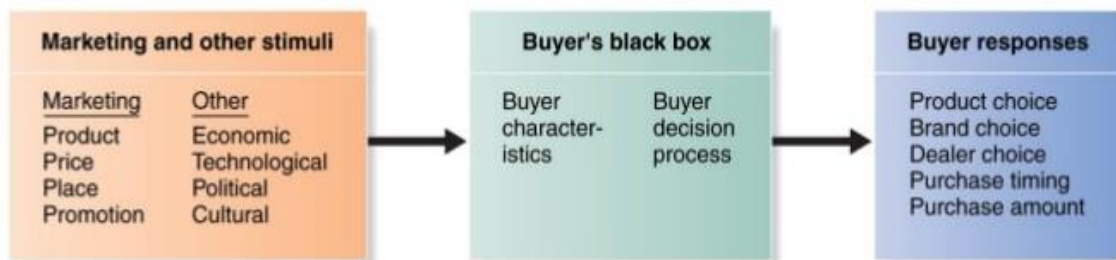 Marketing and other stimuli
Marketing Other
Product Economic
Price Technological
Place Political
Promotion Cultural
Buyer's black box
Buyer Buyer
character- decision
istics process
Buyer responses
Product choice
Brand choice
Dealer choice
Purchase timing
Purchase amount